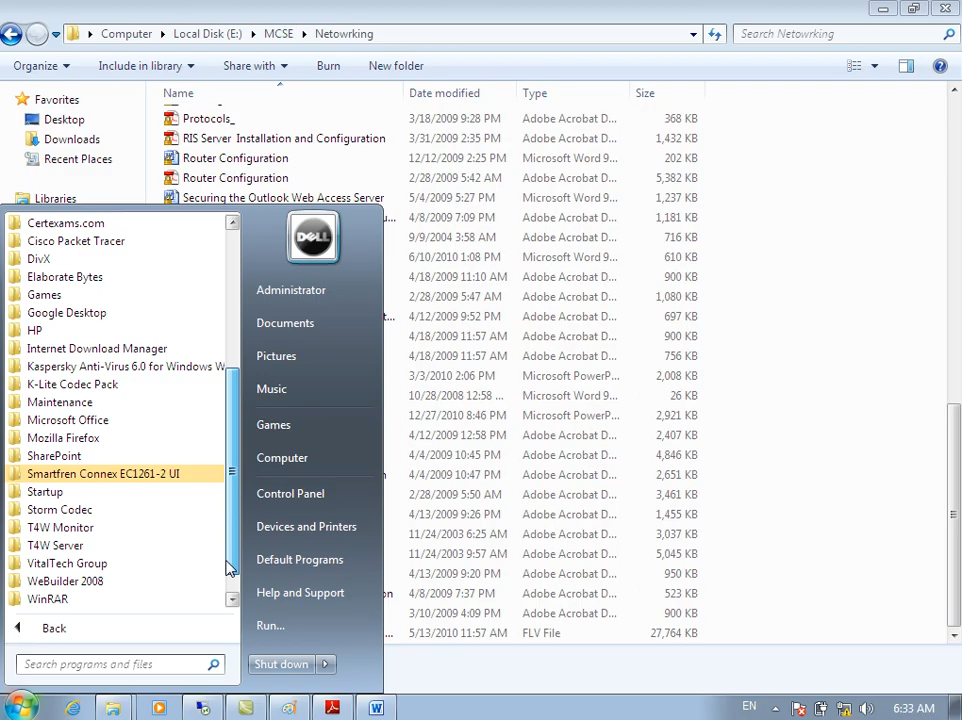 Computer Local Disk (E:) MCSE Netowrking
Search Netowrking
Organize Include in library Share with Burn New folder
Favorites
Desktop
Downloads
Recent Places
Libraries
Name Date modified Type Size
Protocols_ 3/18/2009 9:28 PM Adobe Acrobat D... 368 KB
RIS Server Installation and Configuration 3/31/2009 2:35 PM Adobe Acrobat D... 1,432 KB
Router Configuration 12/12/2009 2:25 PM Microsoft Word 9... 202 KB
Router Configuration 2/28/2009 5:42 AM Adobe Acrobat D... 5,382 KB
Securing the Outlook Web Access Server 5/4/2009 5:27 PM Adobe Acrobat D... 1,237 KB
4/8/2009 7:09 PM Adobe Acrobat D... 1,181 KB
9/9/2004 3:58 AM Adobe Acrobat D... 716 KB
6/10/2010 1:08 PM Microsoft Word 9... 610 KB
4/18/2009 11:10 AM Adobe Acrobat D... 900 KB
2/28/2009 5:47 AM Adobe Acrobat D... 1,080 KB
4/12/2009 9:52 PM Adobe Acrobat D... 697 KB
4/18/2009 11:57 AM Adobe Acrobat D... 900 KB
4/18/2009 11:57 AM Adobe Acrobat D... 756 KB
3/3/2010 2:06 PM Microsoft PowerP... 2,008 KB
10/28/2008 12:58 ... Microsoft Word 9... 26 KB
12/27/2010 8:46 PM Microsoft PowerP... 2,921 KB
4/12/2009 12:58 PM Adobe Acrobat D... 2,407 KB
4/4/2009 10:45 PM Adobe Acrobat D... 4,846 KB
4/4/2009 10:47 PM Adobe Acrobat D... 2,651 KB
2/28/2009 5:50 AM Adobe Acrobat D... 3,461 KB
4/13/2009 9:26 PM Adobe Acrobat D... 1,455 KB
11/24/2003 6:25 AM Adobe Acrobat D... 3,037 KB
11/24/2003 9:57 AM Adobe Acrobat D... 5,045 KB
4/13/2009 9:20 PM Adobe Acrobat D... 950 KB
4/8/2009 7:37 PM Adobe Acrobat D... 523 KB
3/10/2009 4:09 PM Adobe Acrobat D... 900 KB
5/13/2010 11:57 AM FLV File 27,764 KB
Certexams.com
Cisco Packet Tracer
DivX
Elaborate Bytes
Games
Google Desktop
HP
Internet Download Manager
Kaspersky Anti-Virus 6.0 for Windows W
K-Lite Codec Pack
Maintenance
Microsoft Office
Mozilla Firefox
SharePoint
Smartfren Connex EC1261-2 UI
Startup
Storm Codec
T4W Monitor
T4W Server
VitalTech Group
WeBuilder 2008
WinRAR
Back
Search programs and files
DELL
Administrator
Documents
Pictures
Music
Games
Computer
Control Panel
Devices and Printers
Default Programs
Help and Support
Run...
Shut down
EN 6:33 AM